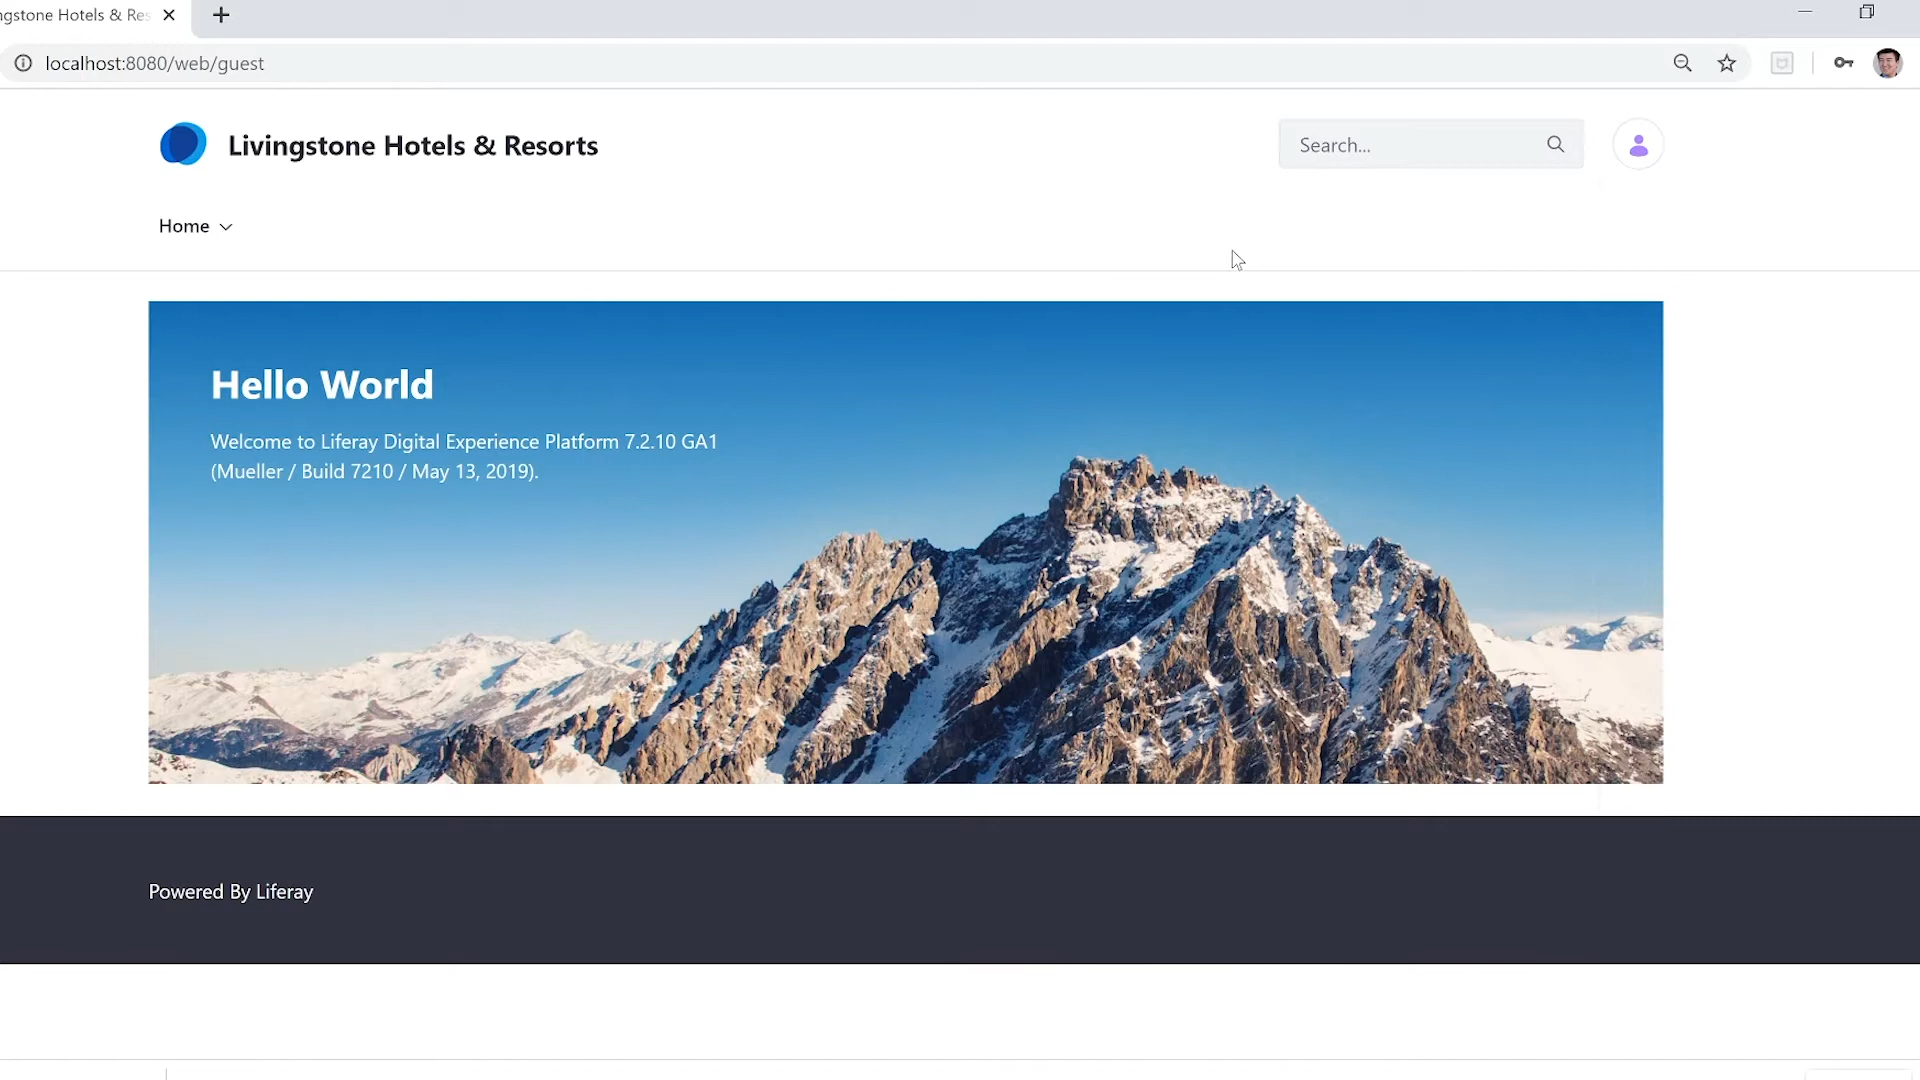 ngstone Hotels & Res
localhost:8080/web/guest
Livingstone Hotels & Resorts
Search...
Home
Hello World
Welcome to Liferay Digital Experience Platform 7.2.10 GA1
(Mueller / Build 7210 / May 13, 2019).
Powered By Liferay